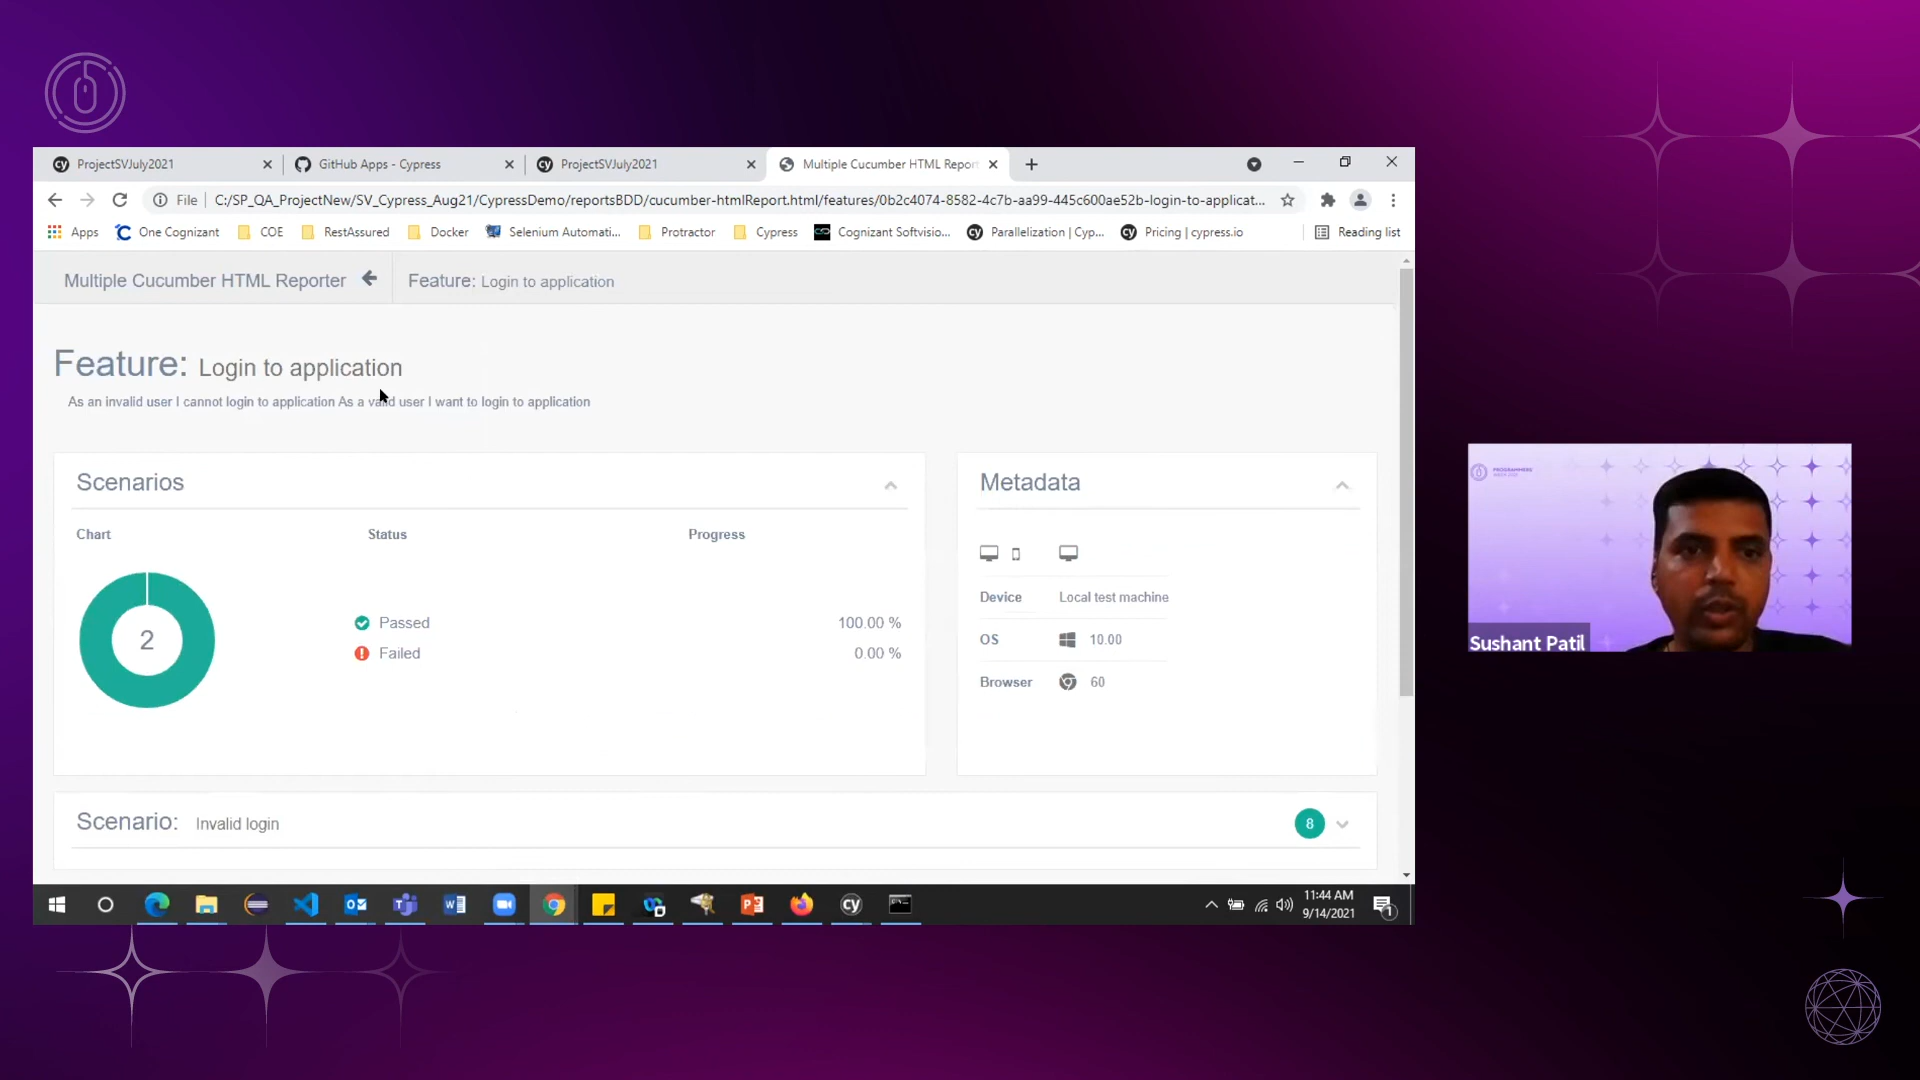 ProjectSVJuly2021
GitHub Apps - Cypress
ProjectSVJuly2021
Multiple Cucumber HTML Repor
File
C:/SP_QA_ProjectNew/SV_Cypress_Aug21/CypressDemo/reportsBDD/cucumber-htmlReport.html/features/0b2c4074-8582-4c7b-aa99-445c600ae52b-login-to-applicat...
Apps
One Cognizant
COE
RestAssured
Docker
Selenium Automati...
Protractor
Cypress
Cognizant Softvisio...
Parallelization | Cyp...
Pricing | cypress.io
Reading list
Multiple Cucumber HTML Reporter
Feature: Login to application
Feature: Login to application
As an invalid user I cannot login to application As a valid user I want to login to application
Scenarios
Chart
Status
Progress
2
Passed
100.00 %
Failed
0.00 %
Metadata
Device
Local test machine
OS
10.00
Browser
60
Scenario: Invalid login
8
11:44 AM
9/14/2021
1
Sushant Patil